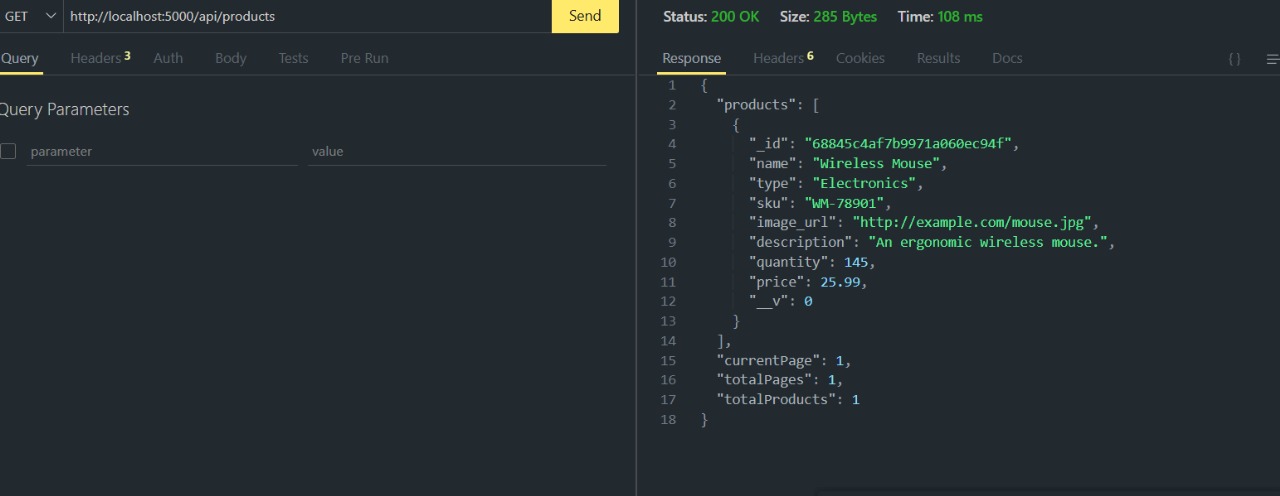 GET http://localhost:5000/api/products Send
Query Headers 3 Auth Body Tests Pre Run
Query Parameters
parameter value
Status: 200 OK Size: 285 Bytes Time: 108 ms
Response Headers 6 Cookies Results Docs { }
1 {
2 "products": [
3 {
4 "_id": "68845c4af7b9971a060ec94f",
5 "name": "Wireless Mouse",
6 "type": "Electronics",
7 "sku": "WM-78901",
8 "image_url": "http://example.com/mouse.jpg",
9 "description": "An ergonomic wireless mouse.",
10 "quantity": 145,
11 "price": 25.99,
12 "__v": 0
13 }
14 ],
15 "currentPage": 1,
16 "totalPages": 1,
17 "totalProducts": 1
18 }